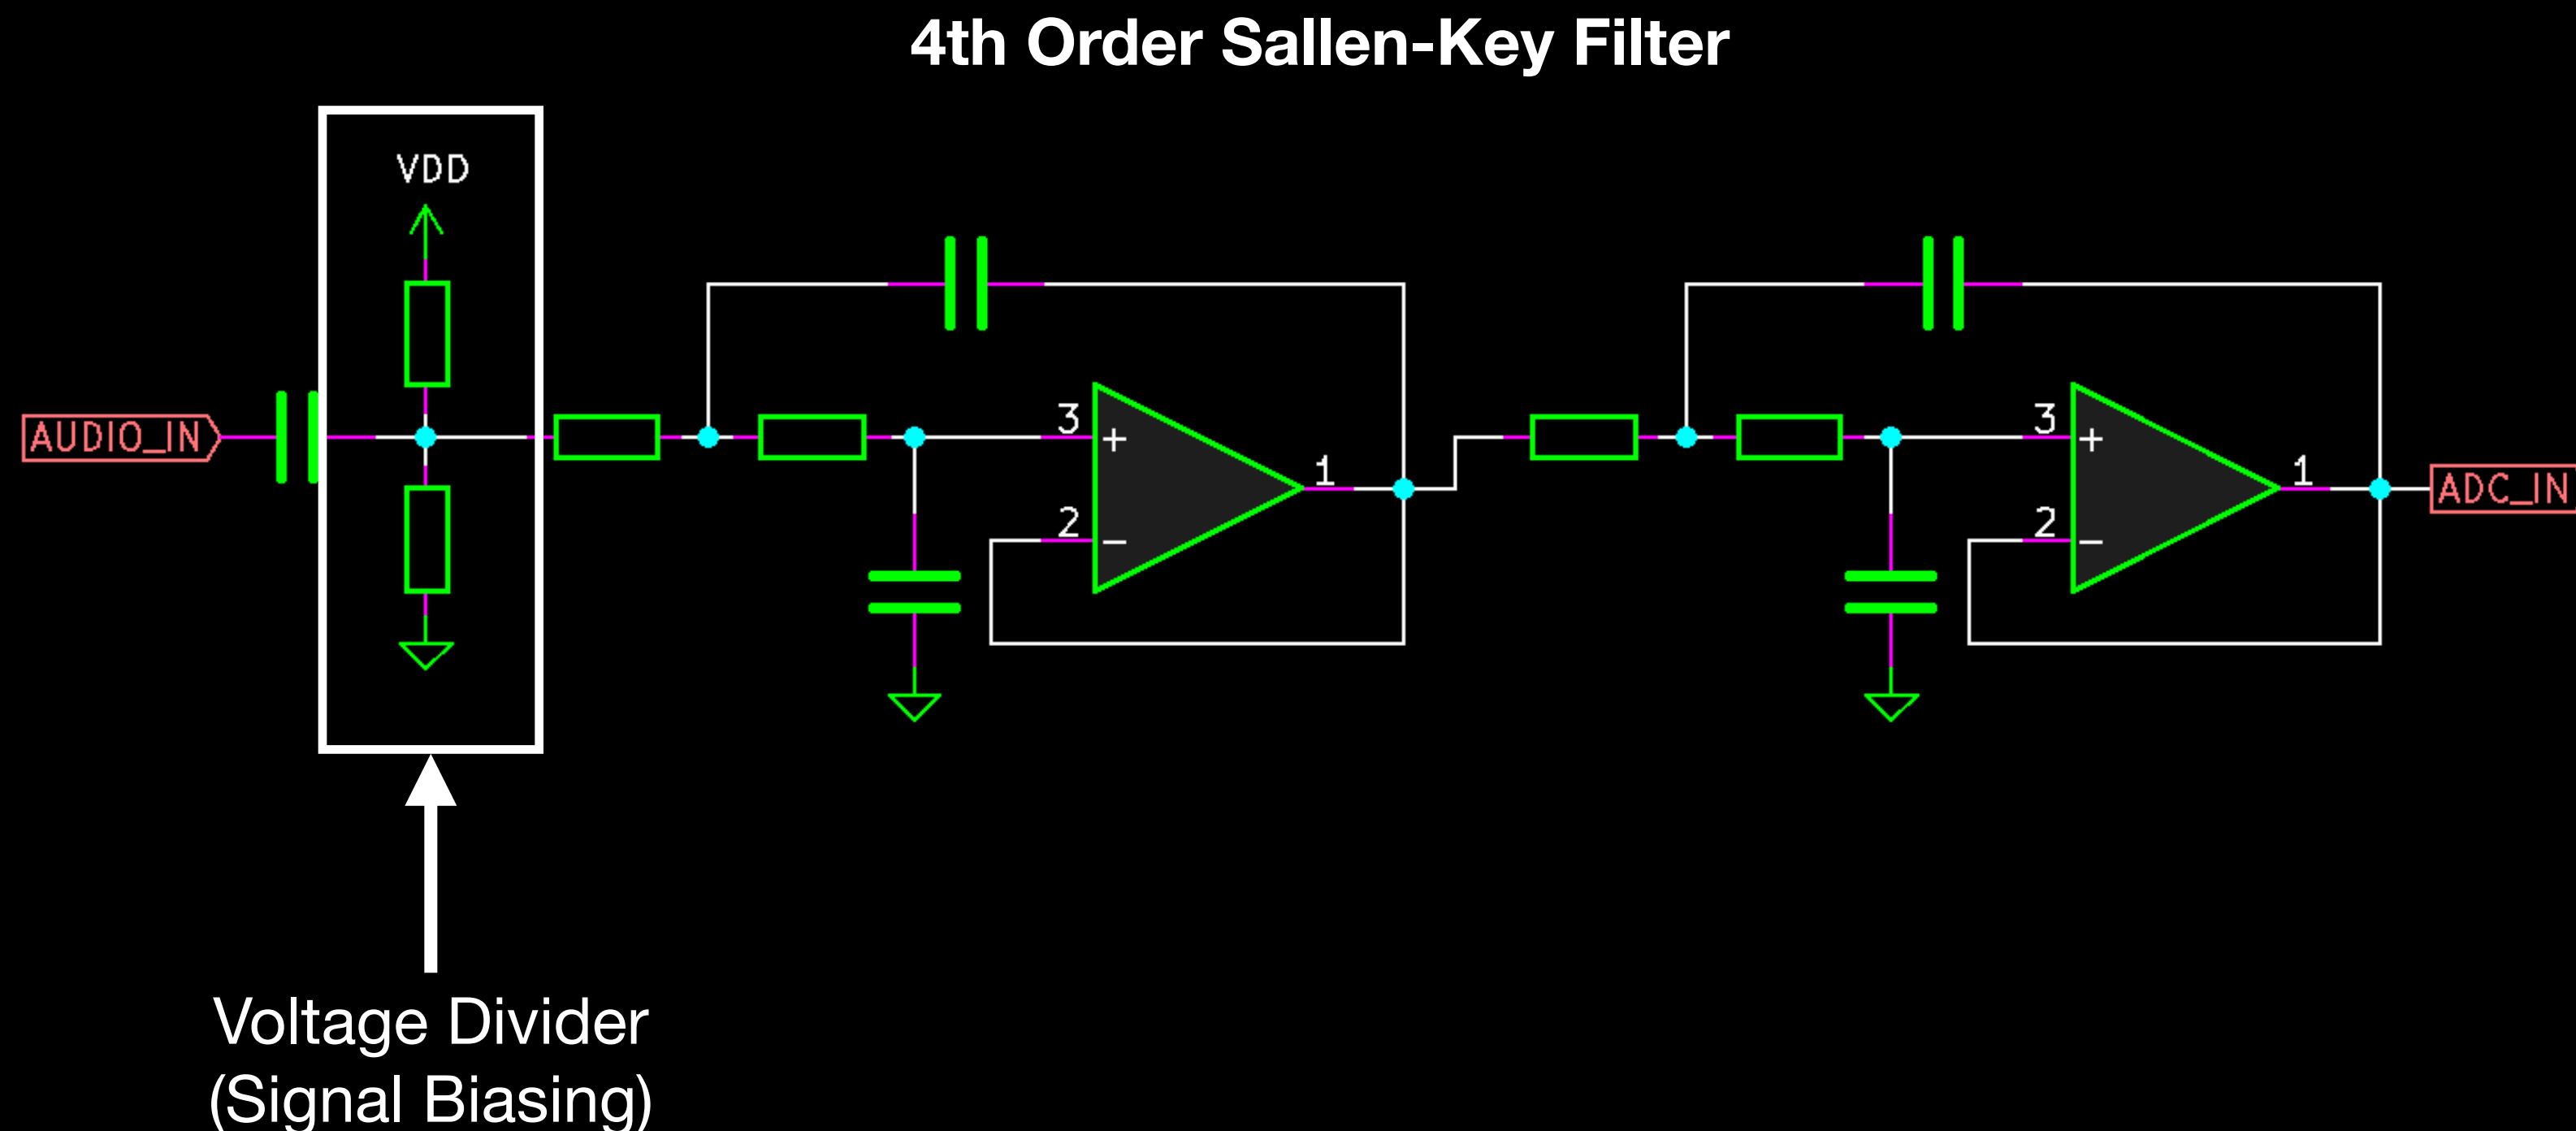 4th Order Sallen-Key Filter
VDD
AUDIO_IN
3
+
2
−
1
3
+
2
−
1
ADC_IN
Voltage Divider
(Signal Biasing)